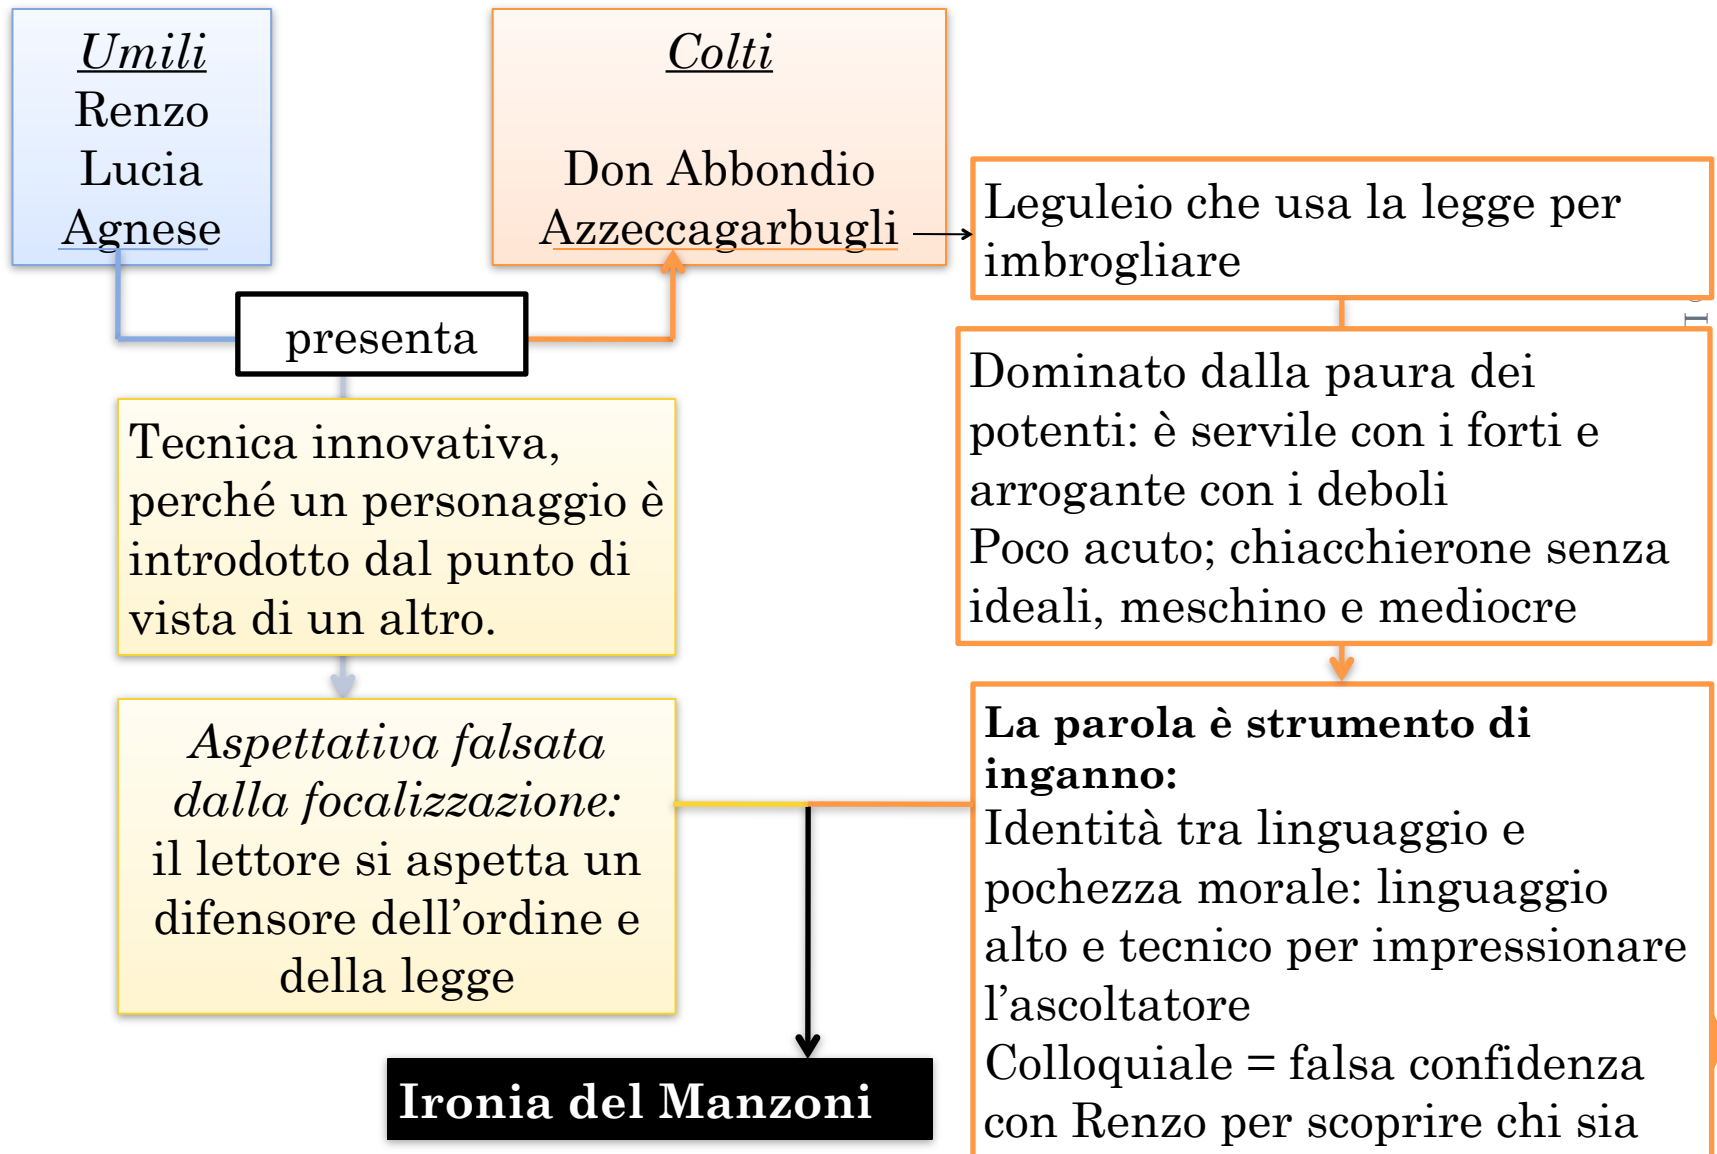 Umili
Renzo
Lucia
Agnese
Colti
Don Abbondio
Azzeccagarbugli
Leguleio che usa la legge per
imbrogliare
presenta
Dominato dalla paura dei
potenti: è servile con i forti e
arrogante con i deboli
Poco acuto; chiacchierone senza
ideali, meschino e mediocre
Tecnica innovativa,
perché un personaggio è
introdotto dal punto di
vista di un altro.
Aspettativa falsata
dalla focalizzazione:
il lettore si aspetta un
difensore dell’ordine e
della legge
La parola è strumento di
inganno:
Identità tra linguaggio e
pochezza morale: linguaggio
alto e tecnico per impressionare
l’ascoltatore
Colloquiale = falsa confidenza
con Renzo per scoprire chi sia
Ironia del Manzoni